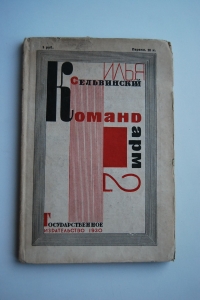 ИЛЬЯ
СЕЛЬВИНСКИЙ
КОМАНД
АРМ
2
ГОСУДАРСТВЕННОЕ
ИЗДАТЕЛЬСТВО 1930